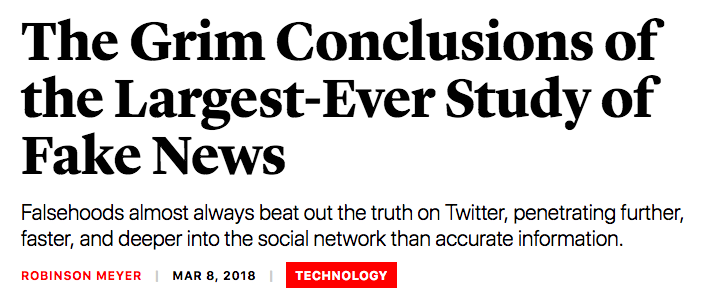 The Grim Conclusions of
the Largest-Ever Study of
Fake News
Falsehoods almost always beat out the truth on Twitter, penetrating further,
faster, and deeper into the social network than accurate information.
ROBINSON MEYER | MAR 8, 2018 | TECHNOLOGY